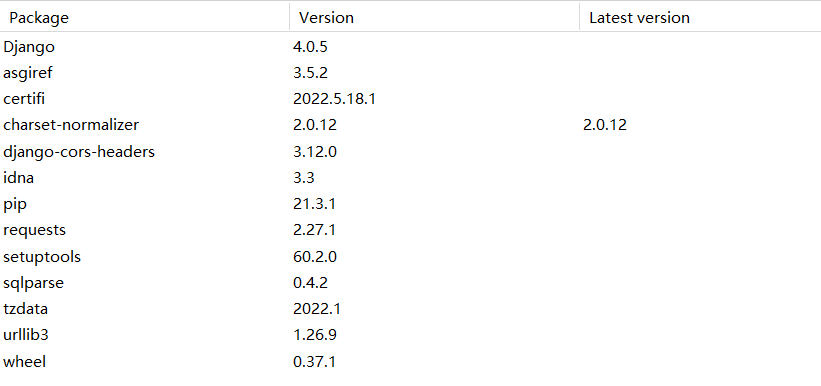 Package Version Latest version
Django 4.0.5
asgiref 3.5.2
certifi 2022.5.18.1
charset-normalizer 2.0.12 2.0.12
django-cors-headers 3.12.0
idna 3.3
pip 21.3.1
requests 2.27.1
setuptools 60.2.0
sqlparse 0.4.2
tzdata 2022.1
urllib3 1.26.9
wheel 0.37.1